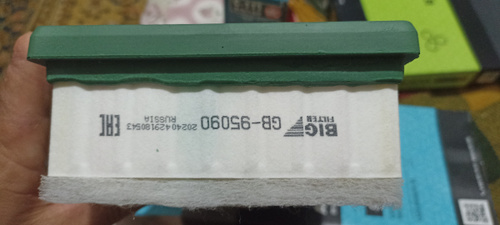 BIG
FILTER
GB-95090
20240429180543
RUSSIA
EAC